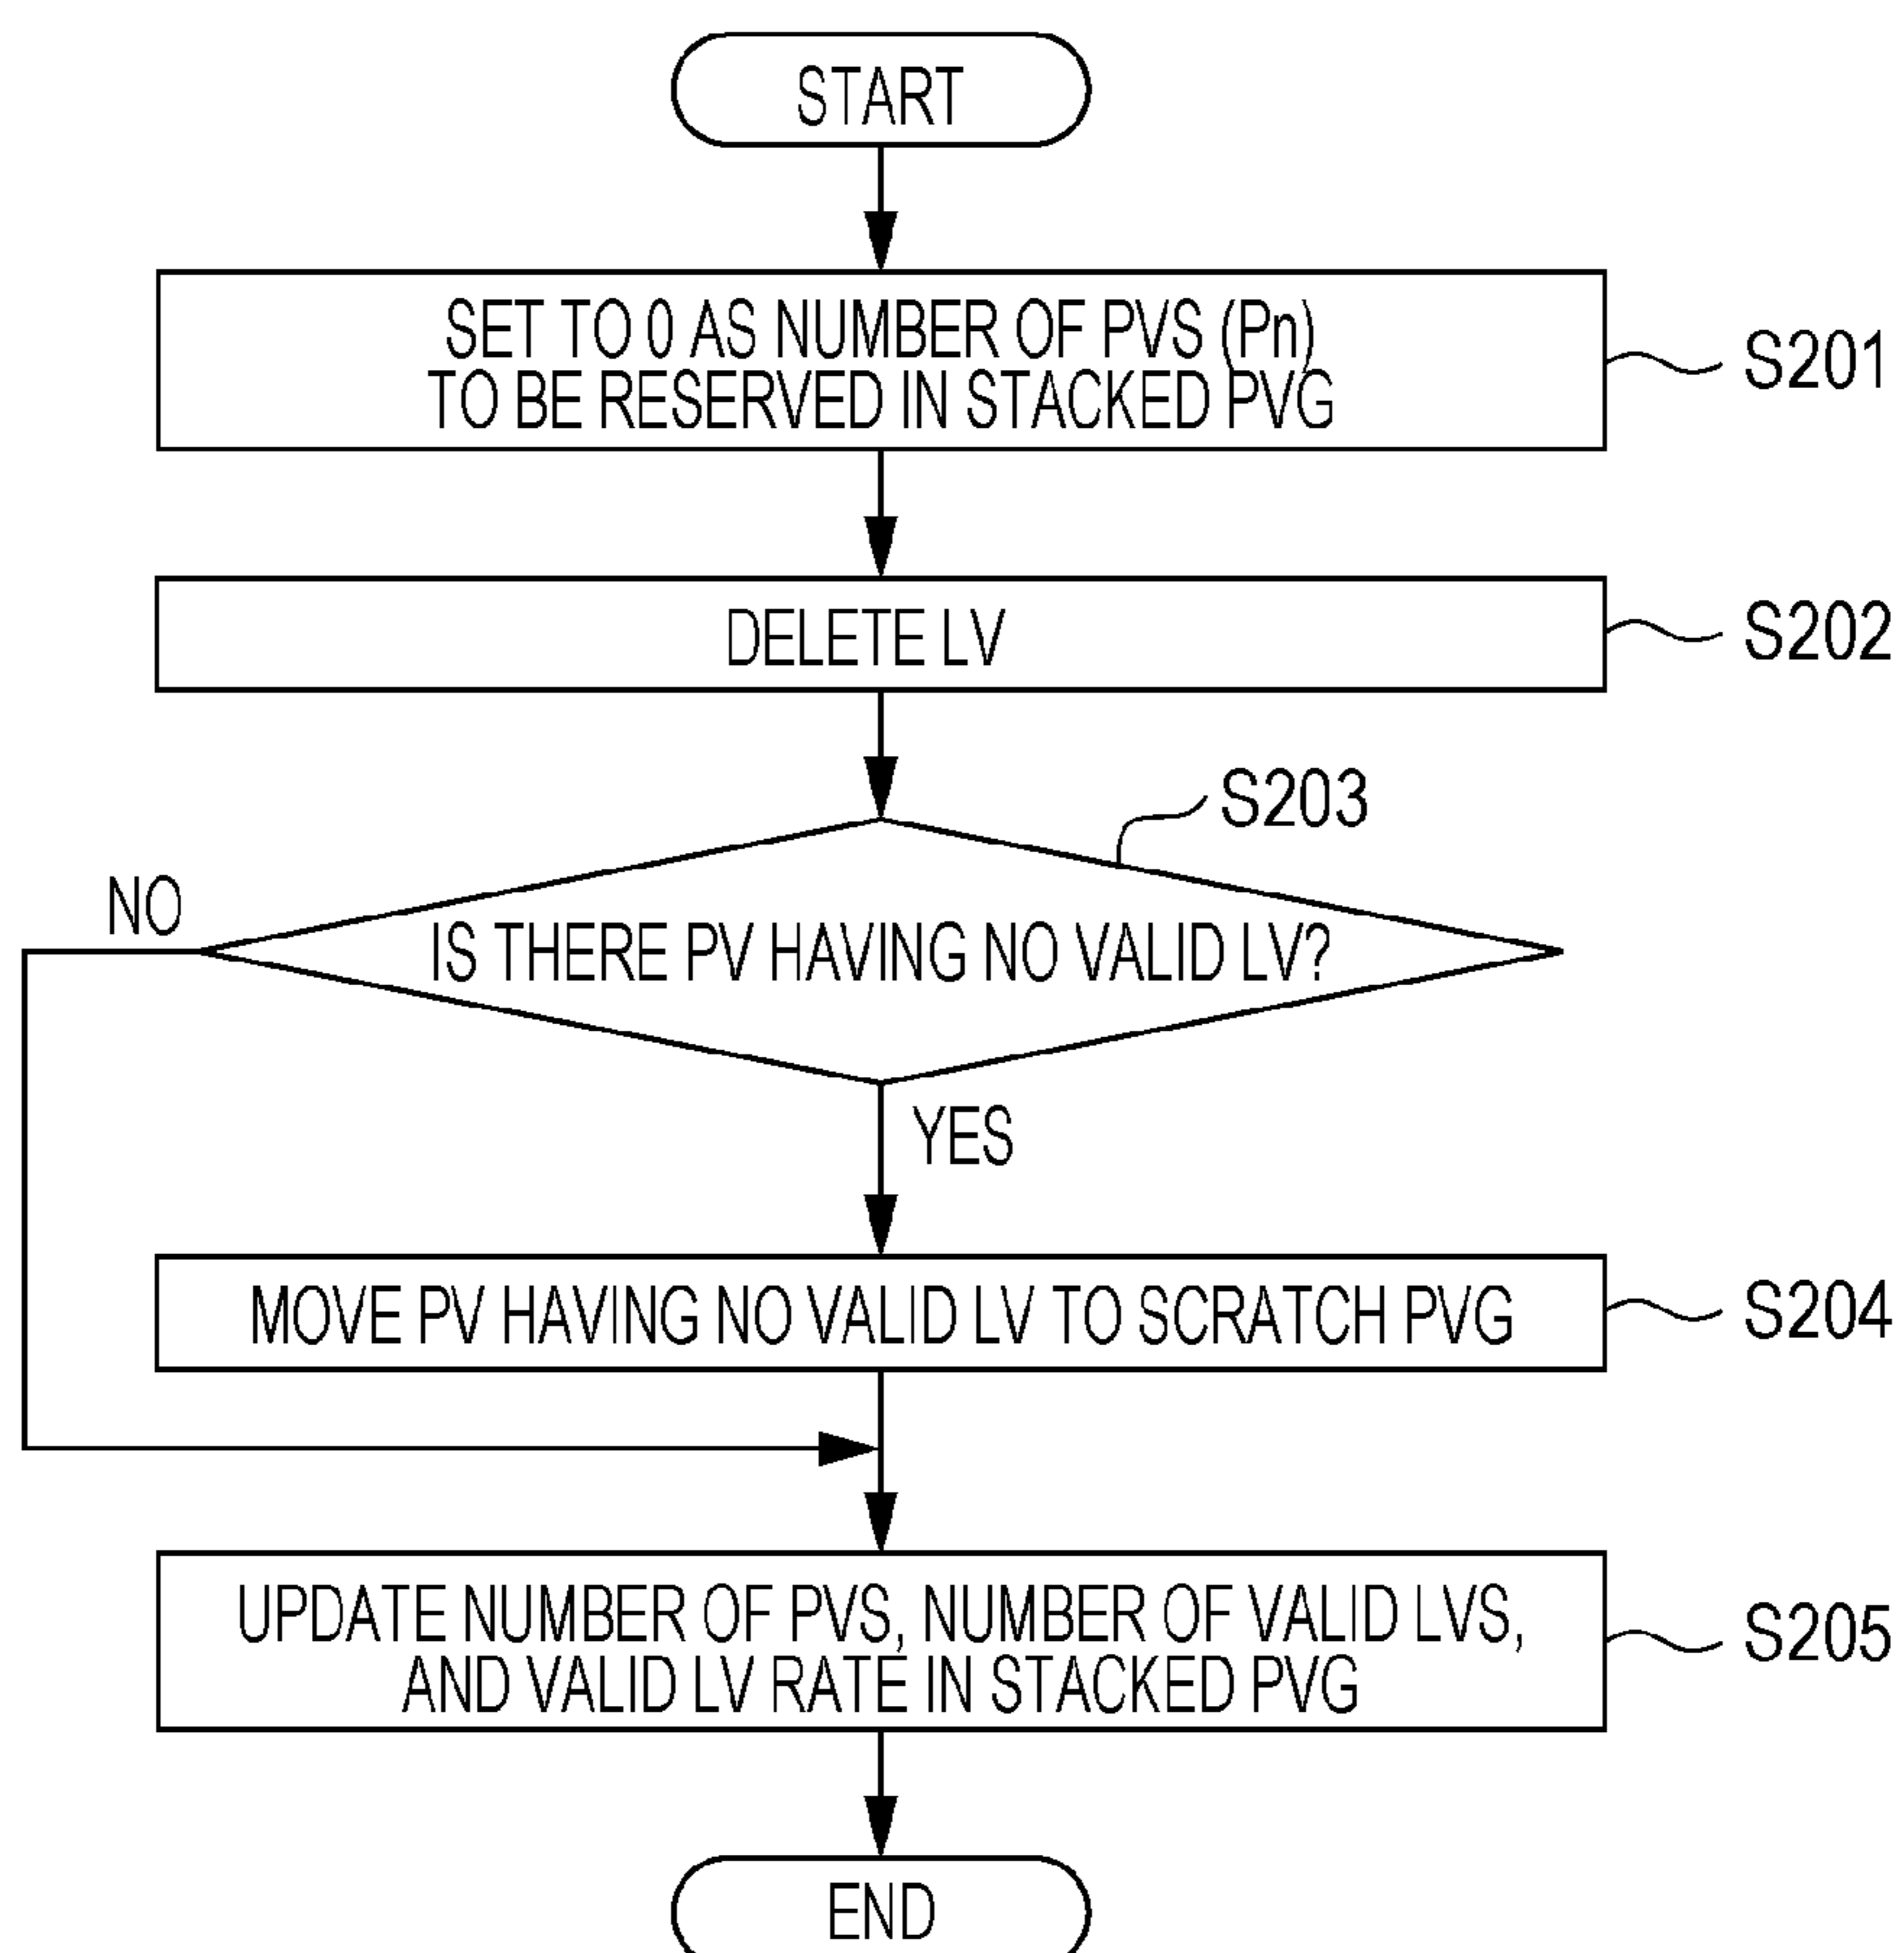 START
SET TO 0 AS NUMBER OF PVS (Pn)
TO BE RESERVED IN STACKED PVG
S201
DELETE LV
S202
S203
NO
IS THERE PV HAVING NO VALID LV?
YES
MOVE PV HAVING NO VALID LV TO SCRATCH PVG
S204
UPDATE NUMBER OF PVS, NUMBER OF VALID LVS,
AND VALID LV RATE IN STACKED PVG
S205
END